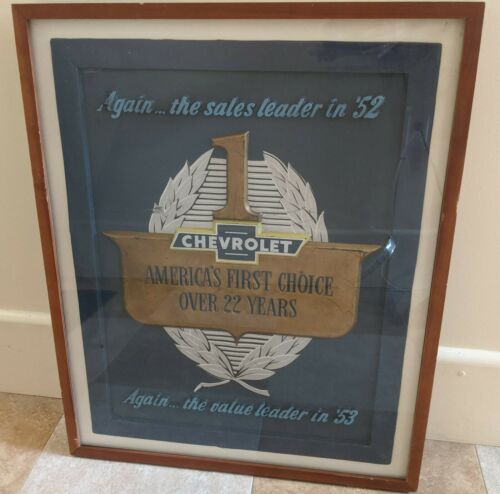 Again... the sales leader in '52
1
CHEVROLET
AMERICA'S FIRST CHOICE
OVER 22 YEARS
Again... the value leader in '53